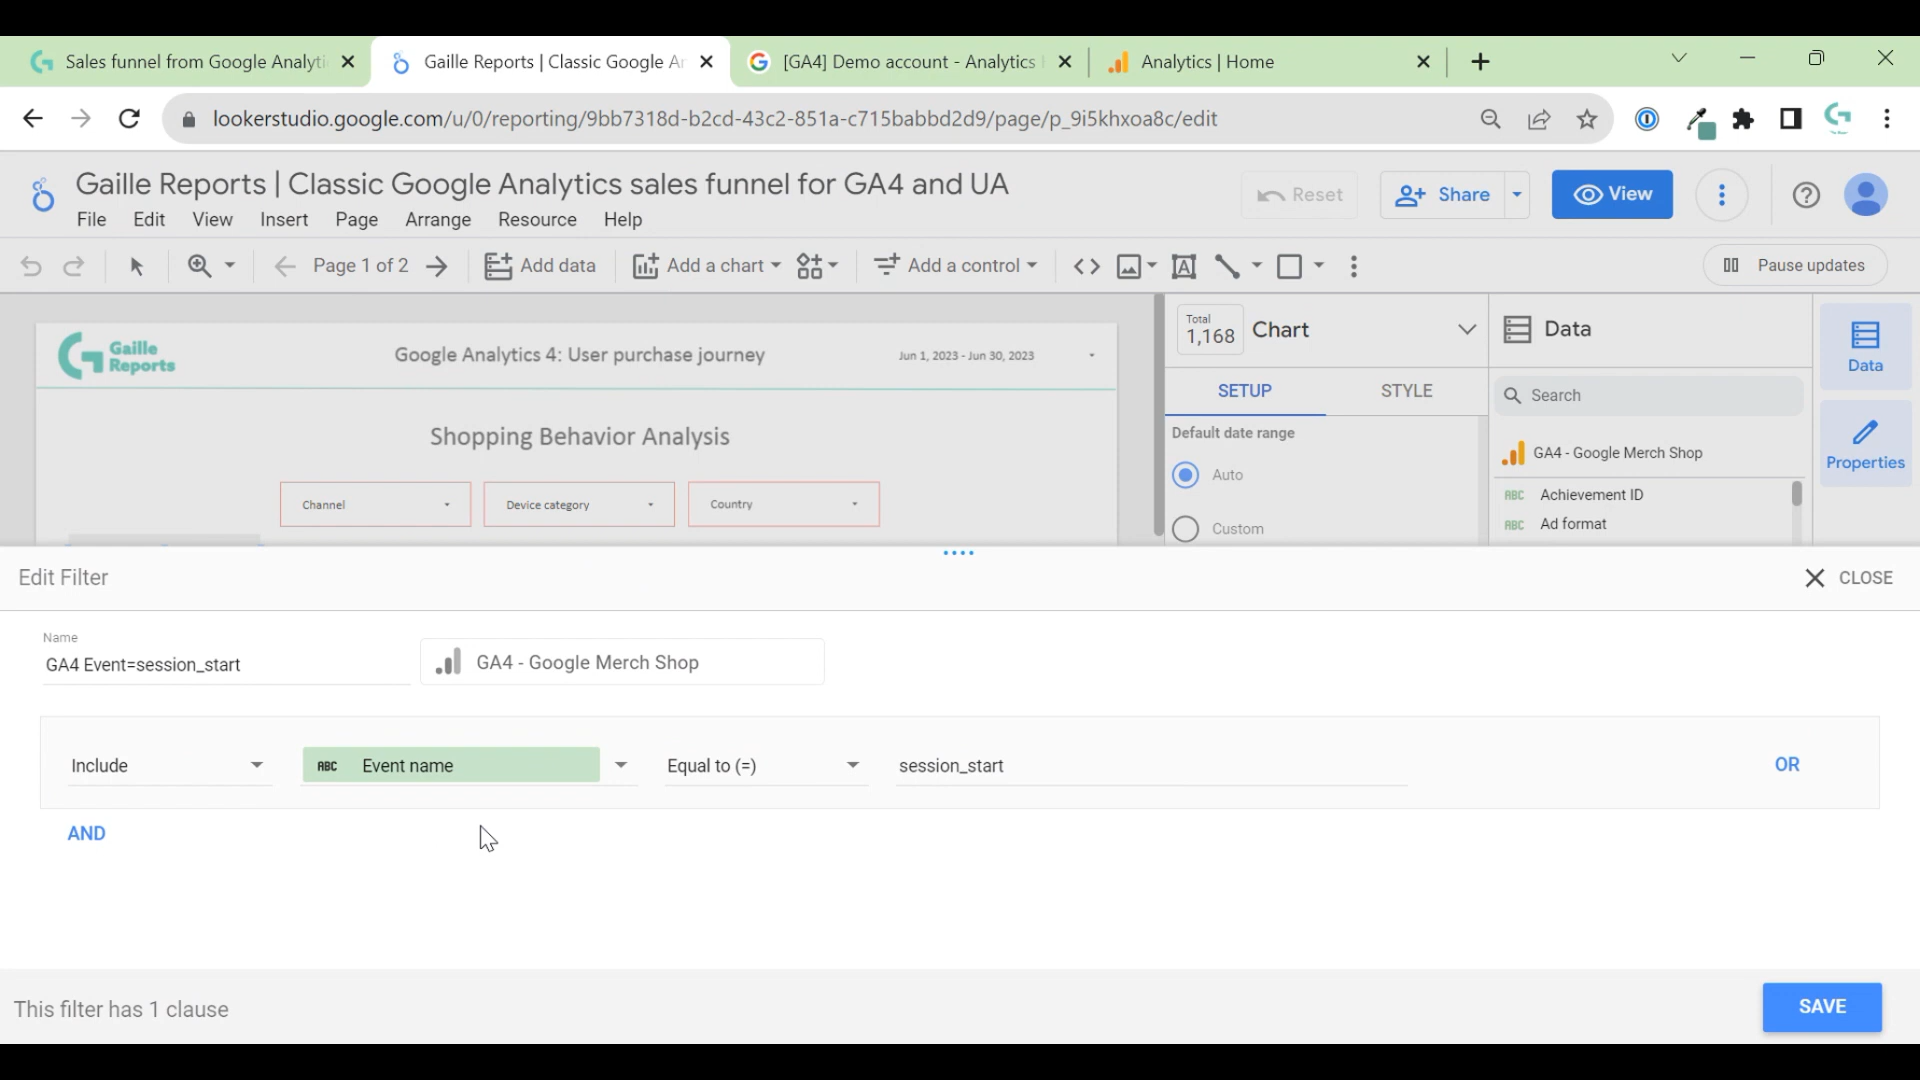 Sales funnel from Google Analyti
Gaille Reports | Classic Google Ar
[GA4] Demo account - Analytics
Analytics | Home
lookerstudio.google.com/u/0/reporting/9bb7318d-b2cd-43c2-851a-c715babbd2d9/page/p_9i5khxoa8c/edit
Gaille Reports | Classic Google Analytics sales funnel for GA4 and UA
Reset
Share
View
File Edit View Insert Page Arrange Resource Help
Page 1 of 2
Add data
Add a chart
Add a control
Pause updates
Gaille
Reports
Google Analytics 4: User purchase journey
Jun 1, 2023 - Jun 30, 2023
Shopping Behavior Analysis
Channel
Device category
Country
Total
1,168
Chart
SETUP
STYLE
Default date range
Auto
Custom
Data
Search
GA4 - Google Merch Shop
ABC Achievement ID
ABC Ad format
Data
Properties
Edit Filter
CLOSE
Name
GA4 Event=session_start
GA4 - Google Merch Shop
Include
ABC Event name
Equal to (=)
session_start
OR
AND
This filter has 1 clause
SAVE